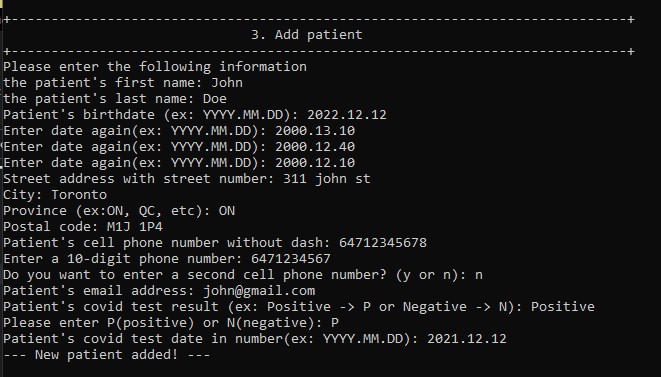 +------------------------------------------------------------------------------+
3. Add patient
+------------------------------------------------------------------------------+
Please enter the following information
the patient's first name: John
the patient's last name: Doe
Patient's birthdate (ex: YYYY.MM.DD): 2022.12.12
Enter date again(ex: YYYY.MM.DD): 2000.13.10
Enter date again(ex: YYYY.MM.DD): 2000.12.40
Enter date again(ex: YYYY.MM.DD): 2000.12.10
Street address with street number: 311 john st
City: Toronto
Province (ex:ON, QC, etc): ON
Postal code: M1J 1P4
Patient's cell phone number without dash: 64712345678
Enter a 10-digit phone number: 6471234567
Do you want to enter a second cell phone number? (y or n): n
Patient's email address: john@gmail.com
Patient's covid test result (ex: Positive -> P or Negative -> N): Positive
Please enter P(positive) or N(negative): P
Patient's covid test date in number(ex: YYYY.MM.DD): 2021.12.12
--- New patient added! ---